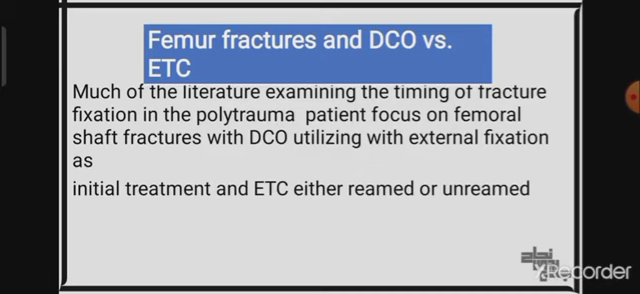 Femur fractures and DCO vs.
ETC
Much of the literature examining the timing of fracture
fixation in the polytrauma patient focus on femoral
shaft fractures with DCO utilizing with external fixation
as
initial treatment and ETC either reamed or unreamed
XRecorder